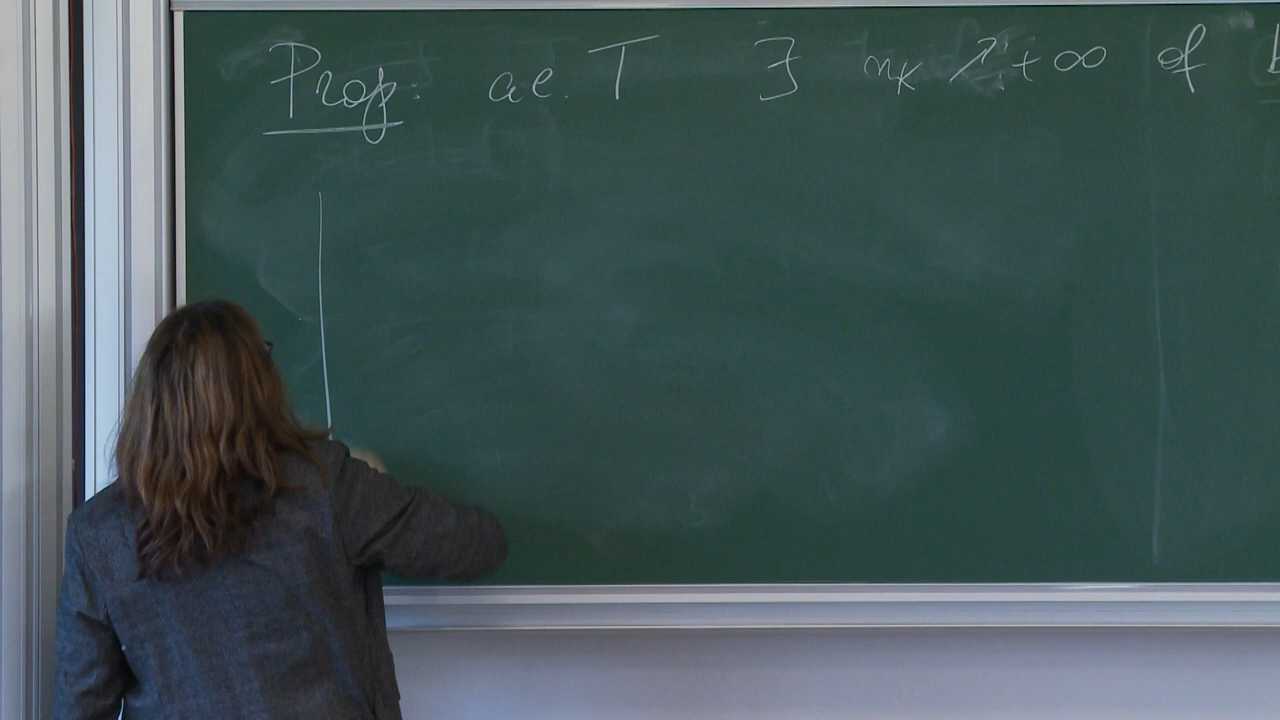 Prop: a.e. T ∃ n_K ↗ +∞ of